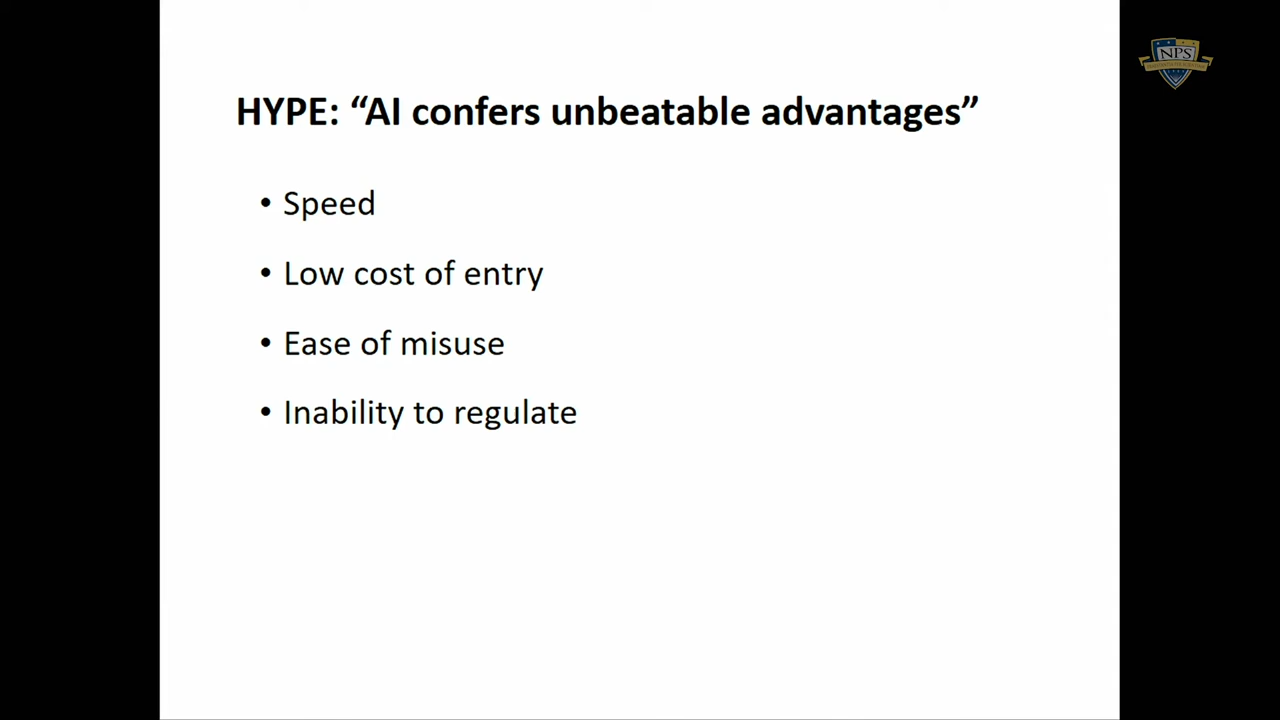 HYPE: “AI confers unbeatable advantages”
• Speed
• Low cost of entry
• Ease of misuse
• Inability to regulate
NPS